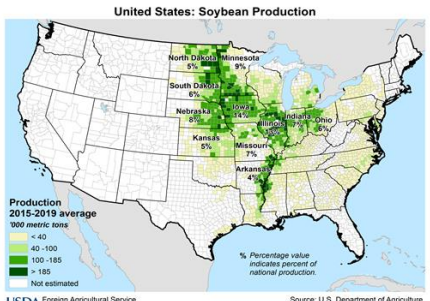 United States: Soybean Production
North Dakota
5%
Minnesota
9%
South Dakota
6%
Nebraska
8%
Iowa
14%
Illinois
Indiana
Ohio
6%
Kansas
5%
Missouri
7%
Arkansas
4%
Production
2015-2019 average
'000 metric tons
< 40
40 -100
100 -185
> 185
Not estimated
% Percentage value
indicates percent of
national production.
USDA Foreign Agricultural Service
Source: U.S. Department of Agriculture